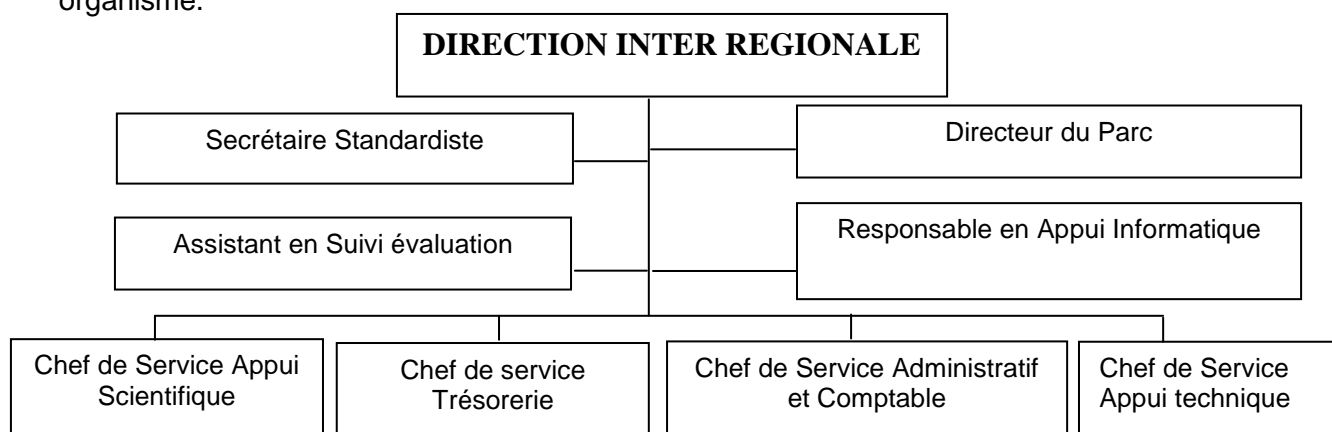 organisme.
DIRECTION INTER REGIONALE
Secrétaire Standardiste
Directeur du Parc
Assistant en Suivi évaluation
Responsable en Appui Informatique
Chef de Service Appui
Scientifique
Chef de service
Trésorerie
Chef de Service Administratif
et Comptable
Chef de Service
Appui technique